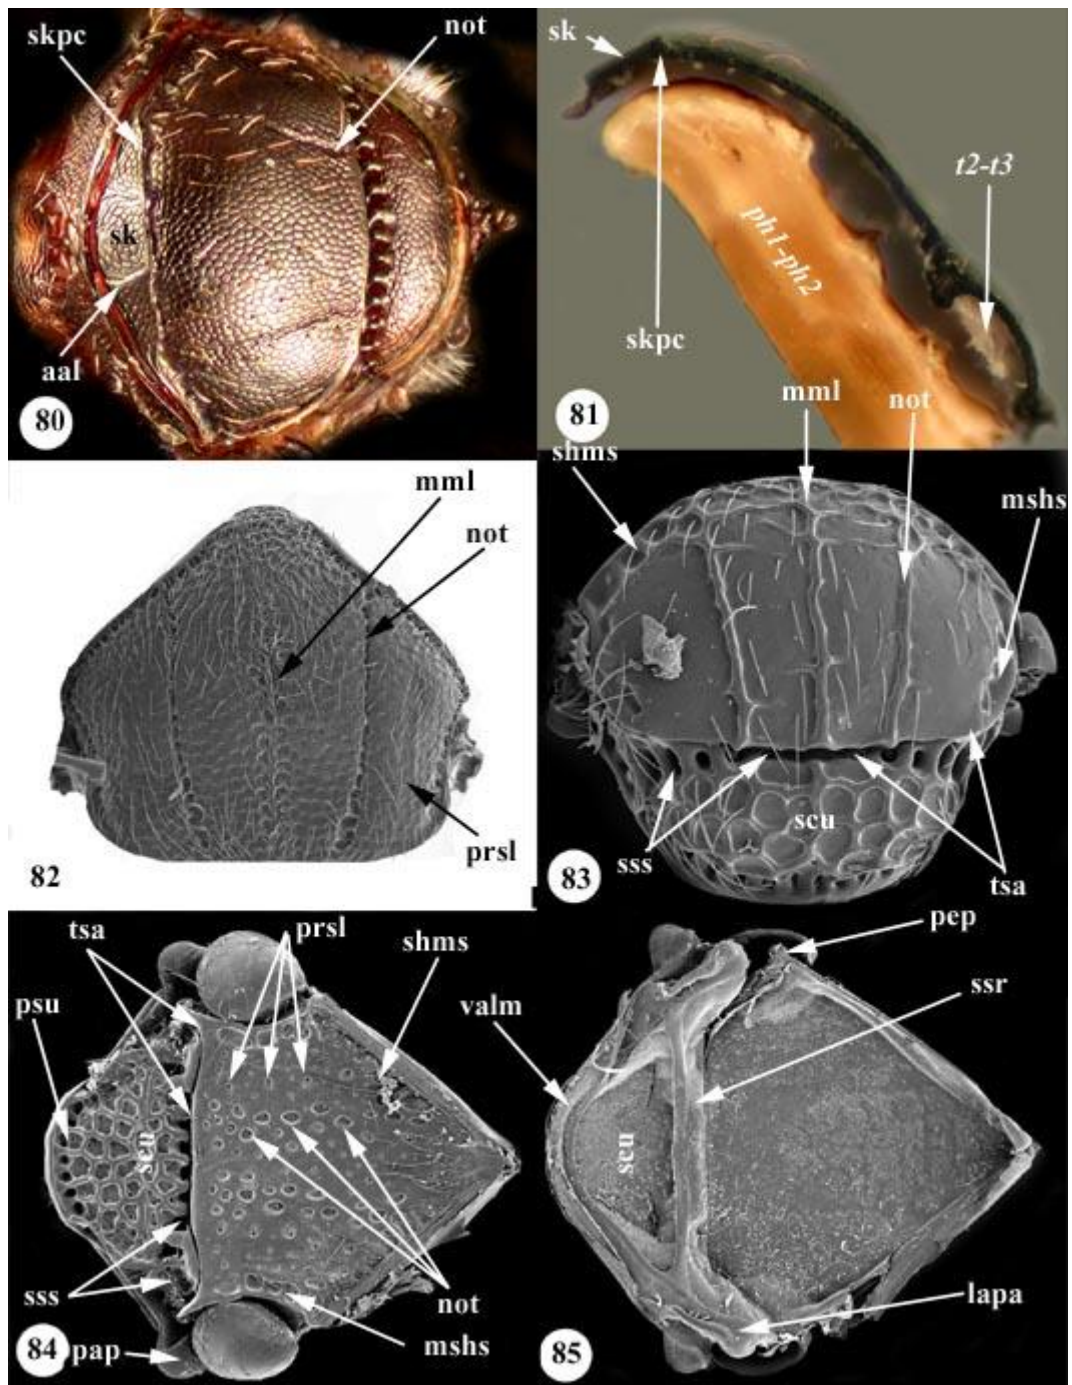 skpc
not
sk
aal
80
sk
t2-t3
ph1-ph2
skpc
81
mml
not
prsl
82
mml
not
shms
mshs
sss
scu
tsa
83
tsa
prsl
shms
psu
scu
sss
not
mshs
84
pap
pep
ssr
valm
scu
lapa
85